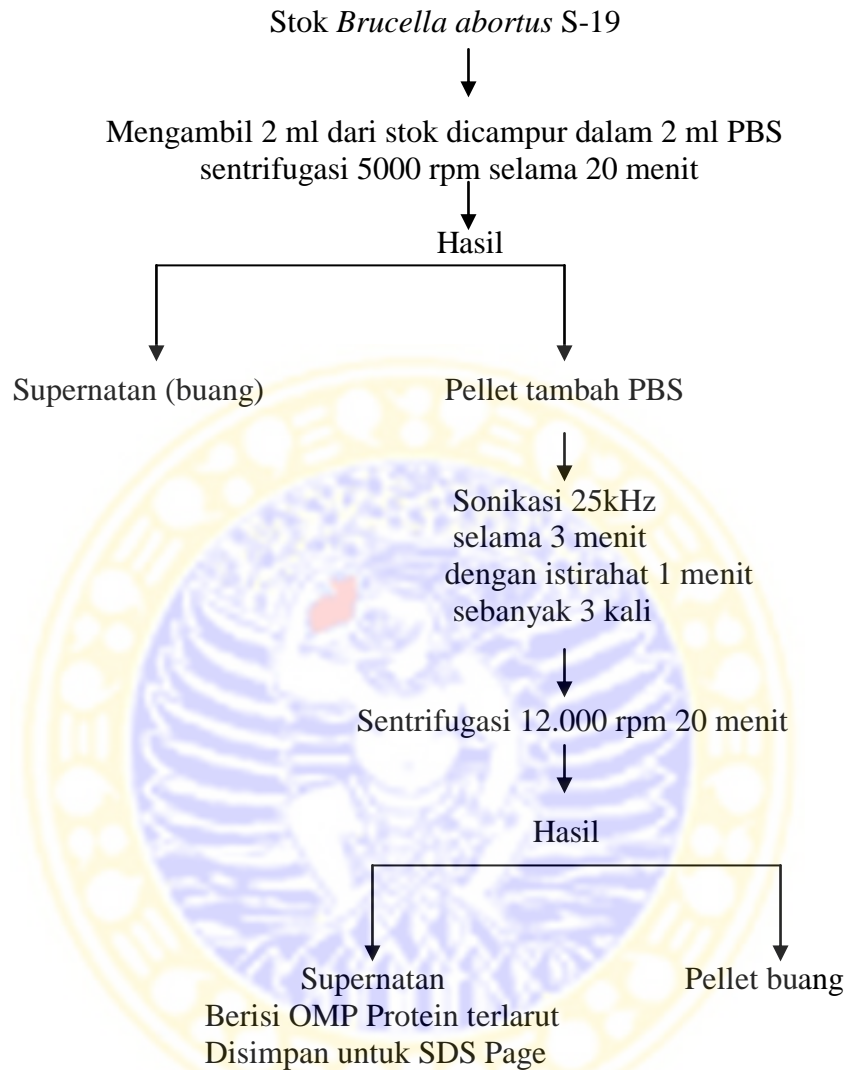 Stok Brucella abortus S-19
Mengambil 2 ml dari stok dicampur dalam 2 ml PBS
sentrifugasi 5000 rpm selama 20 menit
Hasil
Supernatan (buang)
Pellet tambah PBS
Sonikasi 25kHz
selama 3 menit
dengan istirahat 1 menit
sebanyak 3 kali
Sentrifugasi 12.000 rpm 20 menit
Hasil
Supernatan
Berisi OMP Protein terlarut
Disimpan untuk SDS Page
Pellet buang